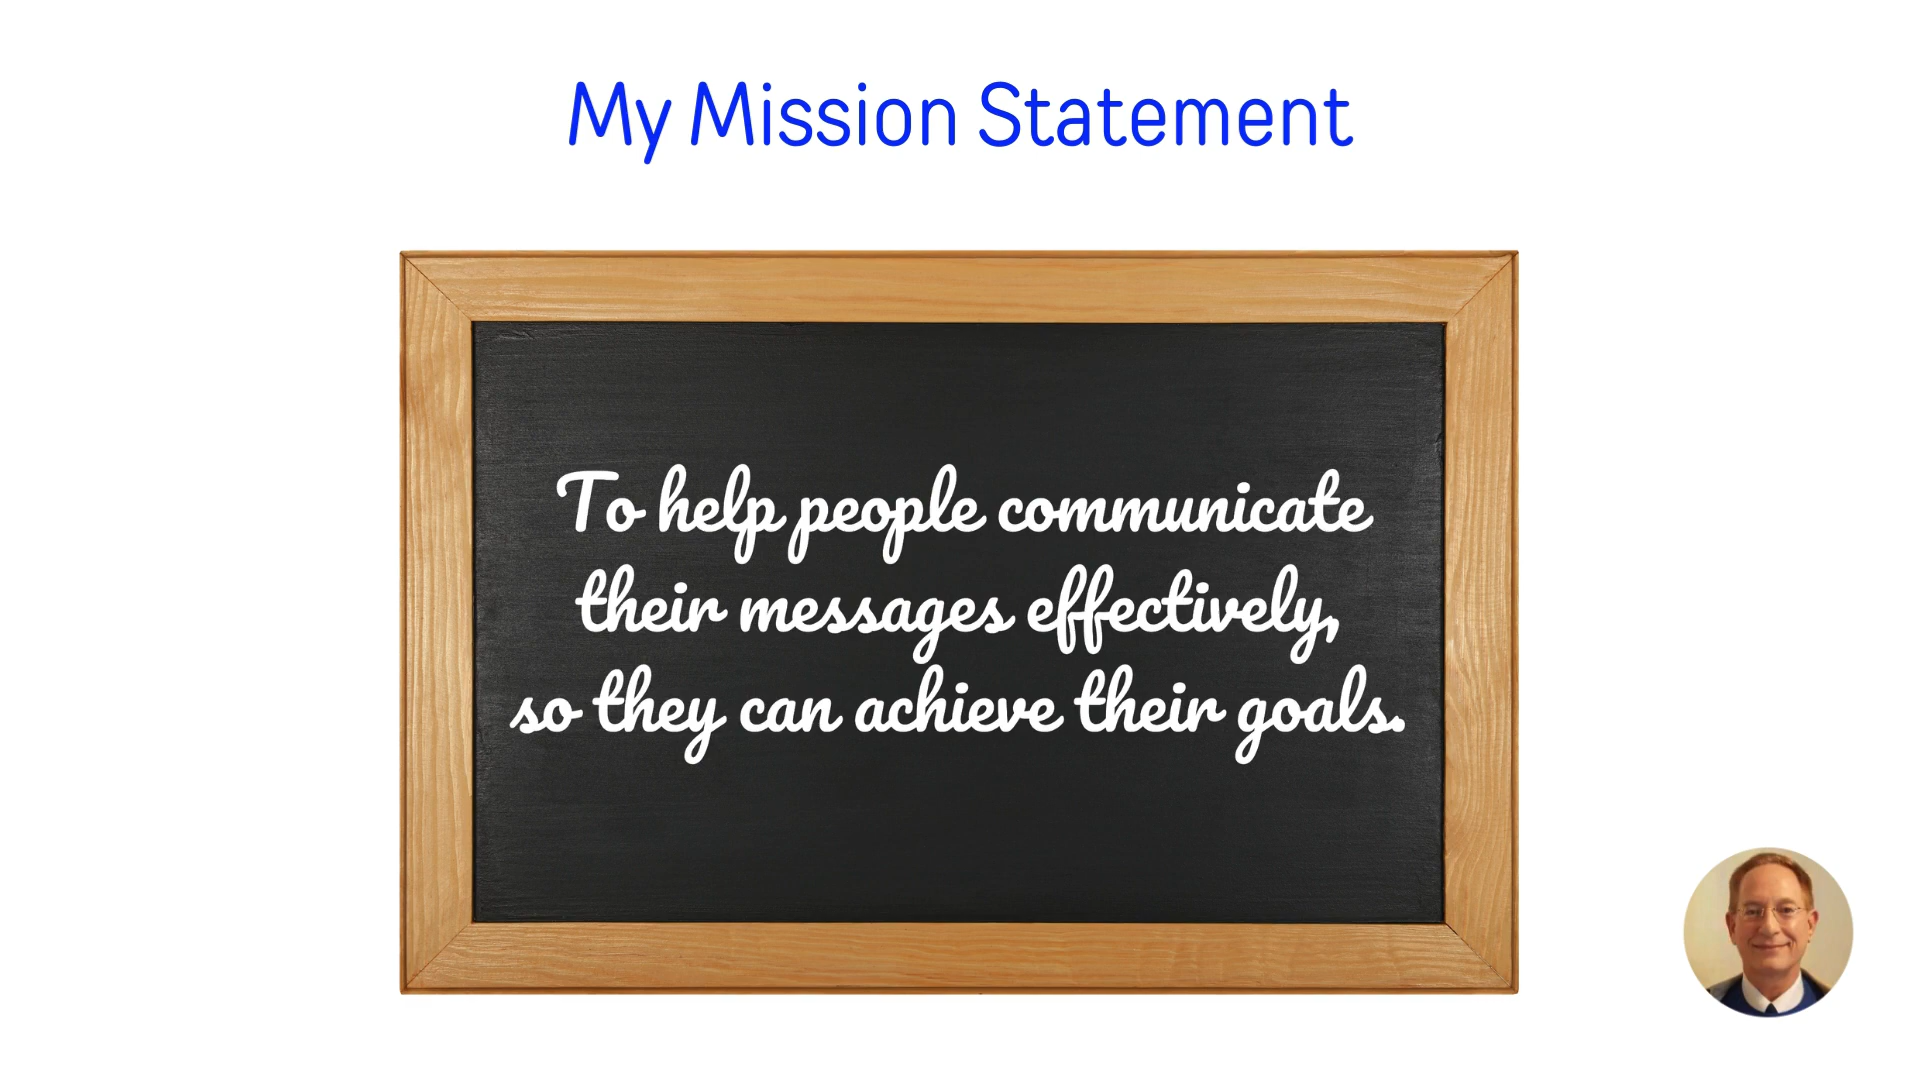 My Mission Statement
To help people communicate
their messages effectively,
so they can achieve their goals.